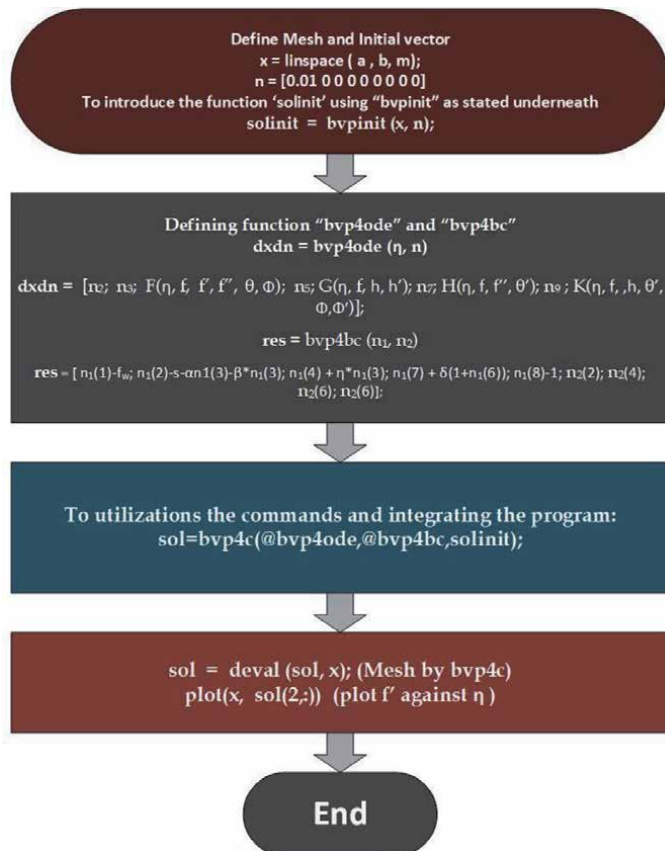 Define Mesh and Initial vector
x = linspace ( a , b, m);
n = [0.01 0 0 0 0 0 0 0 0]
To introduce the function ‘solinit’ using “bvpinit” as stated underneath
solinit = bvpinit (x, n);
Defining function “bvp4ode” and “bvp4bc”
dxdn = bvp4ode (η, n)
dxdn = [n₂; n₃; F(η, f, f′, f″, θ, Φ); n₅; G(η, f, h, h′); n₇; H(η, f, f″, θ′); n₉ ; K(η, f, ,h, θ′,
Φ,Φ′)];
res = bvp4bc (n₁, n₂)
res = [ n₁(1)-fw; n₁(2)-s-αn1(3)-β*n₁(3); n₁(4) + η*n₁(3); n₁(7) + δ(1+n₁(6)); n₁(8)-1; n₂(2); n₂(4);
n₂(6); n₂(6)];
To utilizations the commands and integrating the program:
sol=bvp4c(@bvp4ode,@bvp4bc,solinit);
sol = deval (sol, x); (Mesh by bvp4c)
plot(x, sol(2,:)) (plot f′ against η )
End